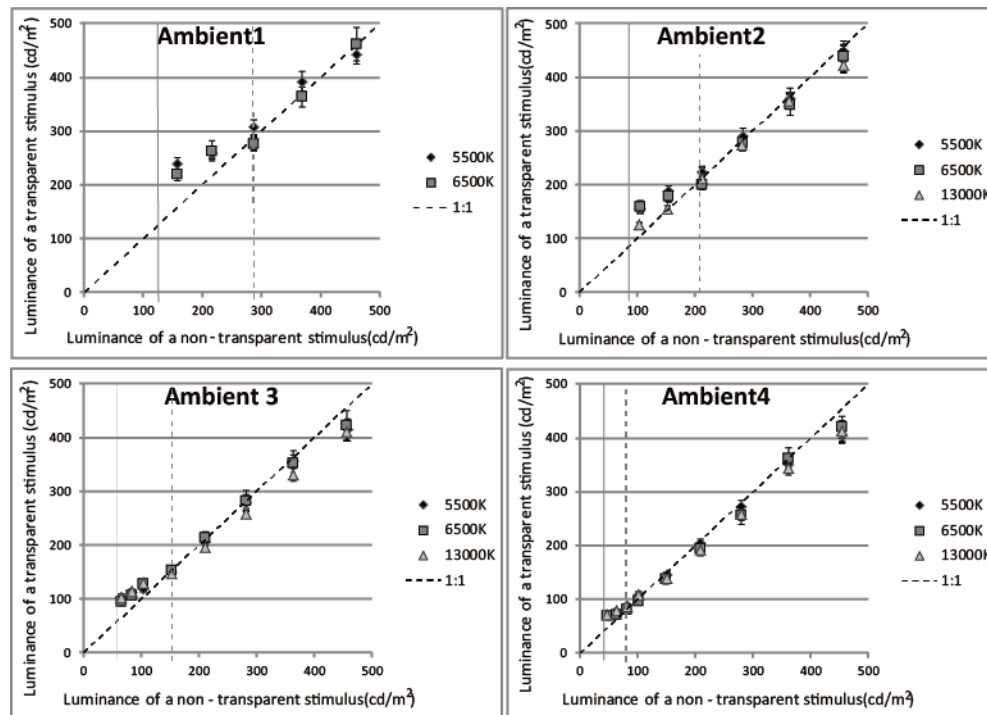 Ambient1
Luminance of a transparent stimulus (cd/m²)
500
400
300
200
100
0
0 100 200 300 400 500
Luminance of a non - transparent stimulus(cd/m²)
5500K
6500K
1:1
Ambient2
Luminance of a transparent stimulus(cd/m²)
500
400
300
200
100
0
0 100 200 300 400 500
Luminance of a non - transparent stimulus(cd/m²)
5500K
6500K
13000K
1:1
Ambient 3
Luminance of a transparent stimulus (cd/m²)
500
400
300
200
100
0
0 100 200 300 400 500
Luminance of a non - transparent stimulus(cd/m²)
5500K
6500K
13000K
1:1
Ambient4
Luminance of a transparent stimulus (cd/m²)
500
400
300
200
100
0
0 100 200 300 400 500
Luminance of a non - transparent stimulus(cd/m²)
5500K
6500K
13000K
1:1